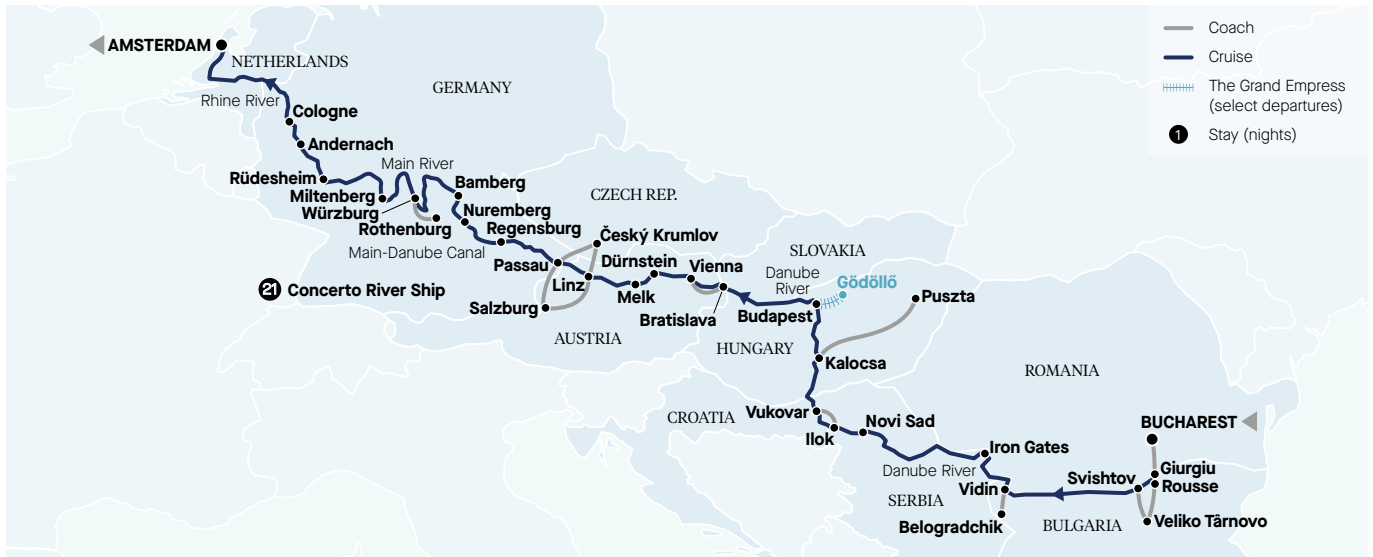 AMSTERDAM
NETHERLANDS
Rhine River
GERMANY
Cologne
Andernach
Main River
Rüdesheim
Miltenberg
Würzburg
Rothenburg
Bamberg
Nuremberg
Regensburg
Main-Danube Canal
CZECH REP.
Český Krumlov
Passau
Dürnstein
Linz
Melk
Vienna
Salzburg
Bratislava
AUSTRIA
21 Concerto River Ship
SLOVAKIA
Danube
River
Gödöllő
Budapest
Puszta
HUNGARY
Kalocsa
ROMANIA
CROATIA
Vukovar
Ilok
Novi Sad
Iron Gates
Danube River
SERBIA
Vidin
Belogradchik
BUCHAREST
Giurgiu
Svishtov
Rousse
BULGARIA
Veliko Târnovo
Coach
Cruise
The Grand Empress
(select departures)
1 Stay (nights)